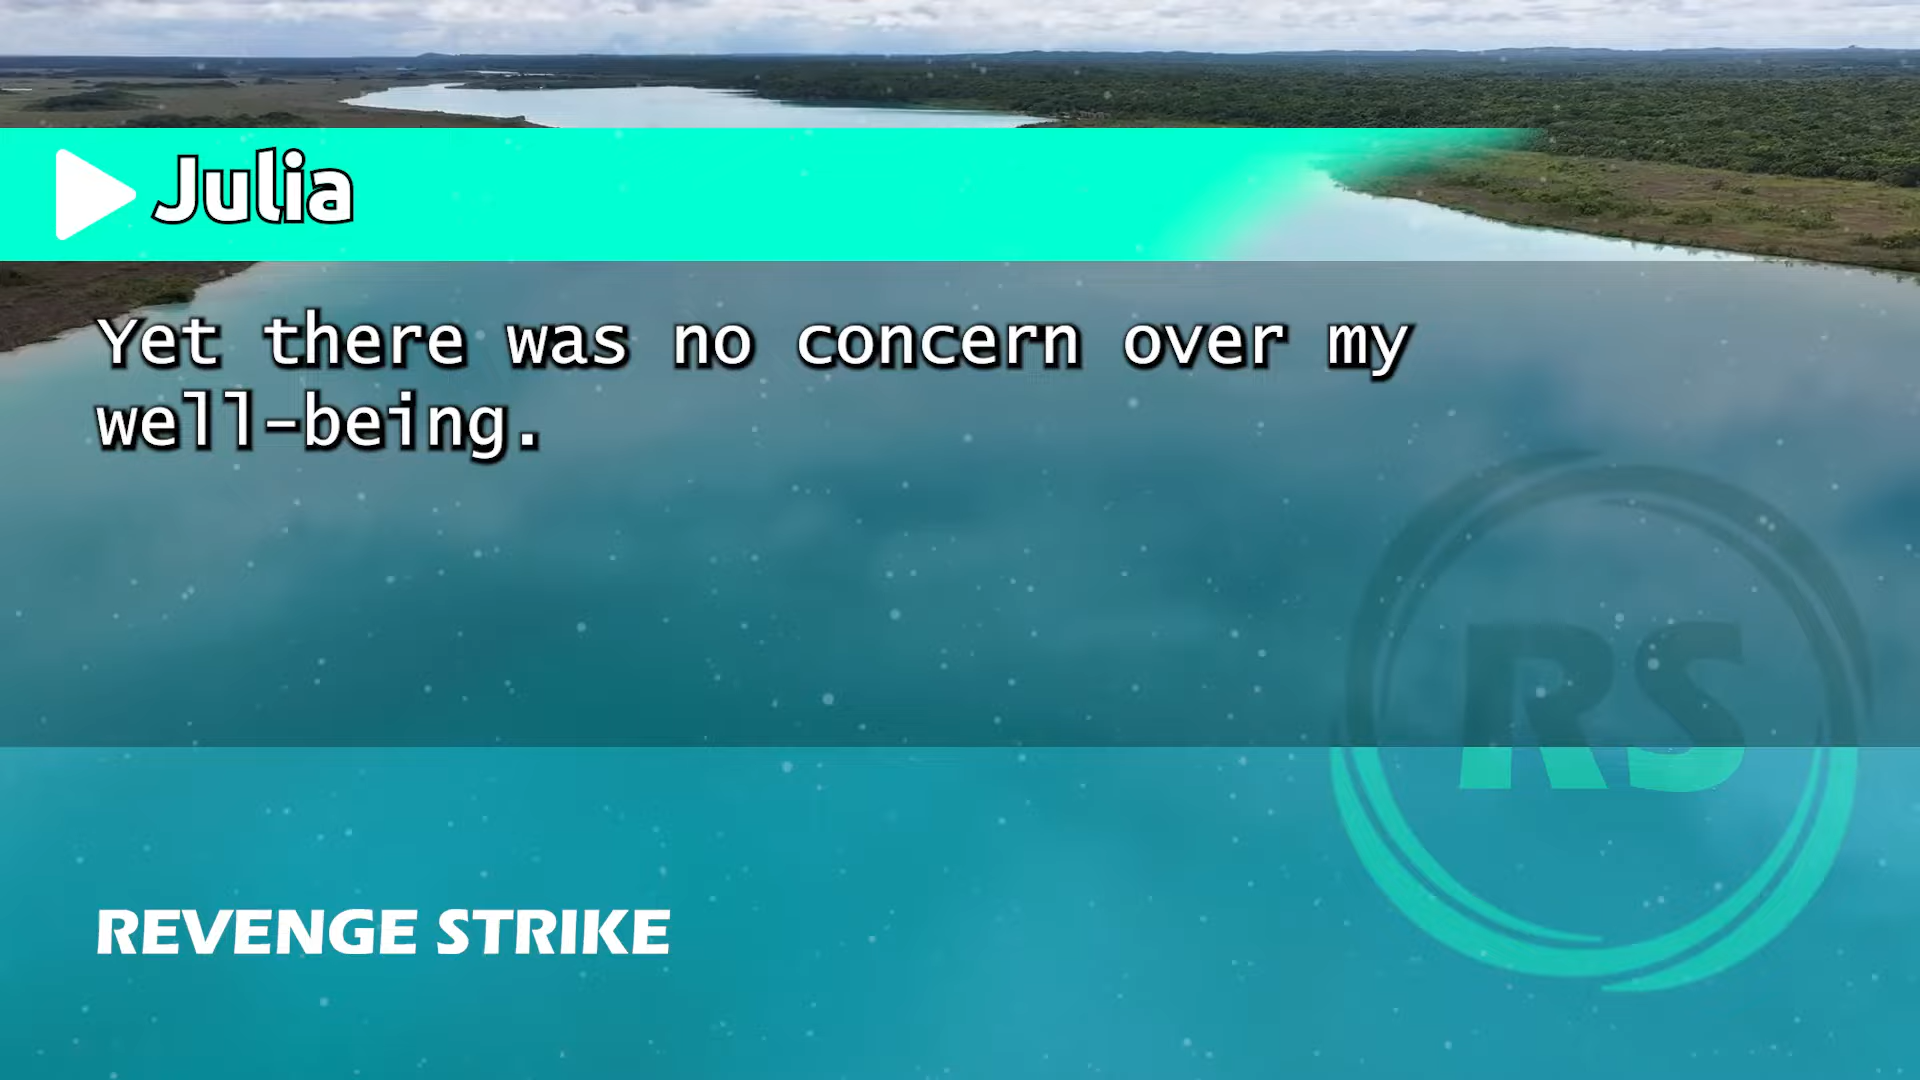 Julia
Yet there was no concern over my
well-being.
RS
REVENGE STRIKE